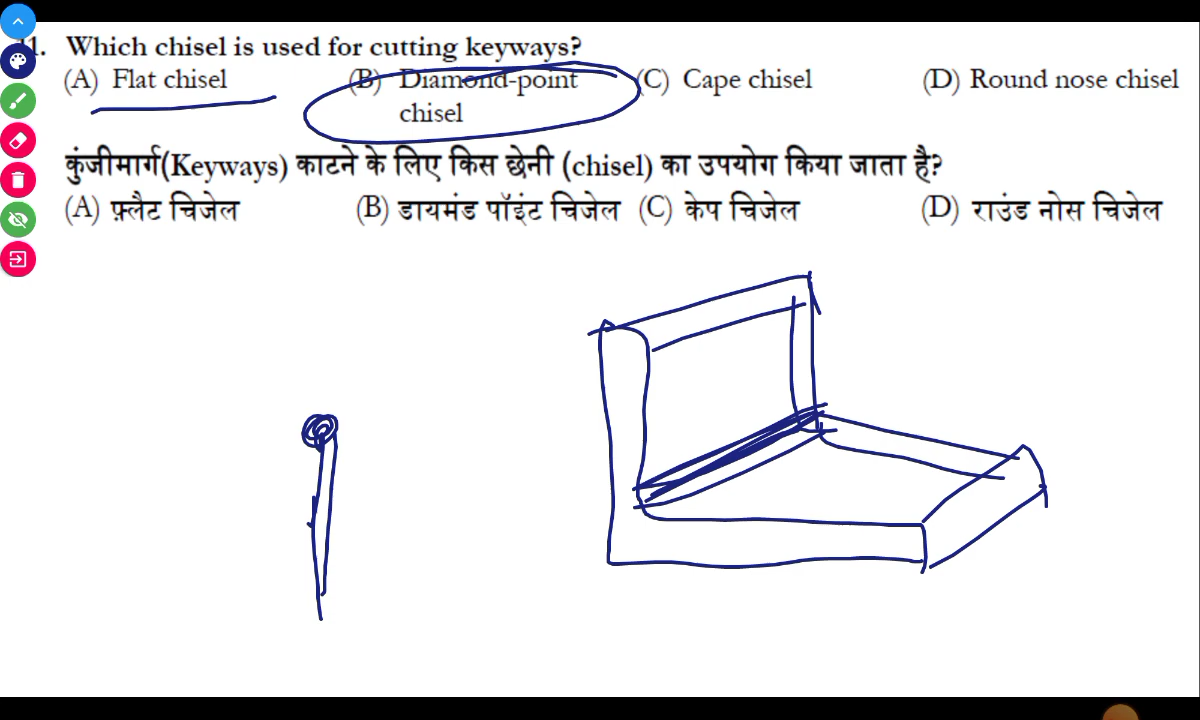 11. Which chisel is used for cutting keyways?
(A) Flat chisel (B) Diamond-point chisel (C) Cape chisel (D) Round nose chisel
कुंजीमार्ग(Keyways) काटने के लिए किस छेनी (chisel) का उपयोग किया जाता है?
(A) फ़्लैट चिजेल (B) डायमंड पॉइंट चिजेल (C) केप चिजेल (D) राउंड नोस चिजेल